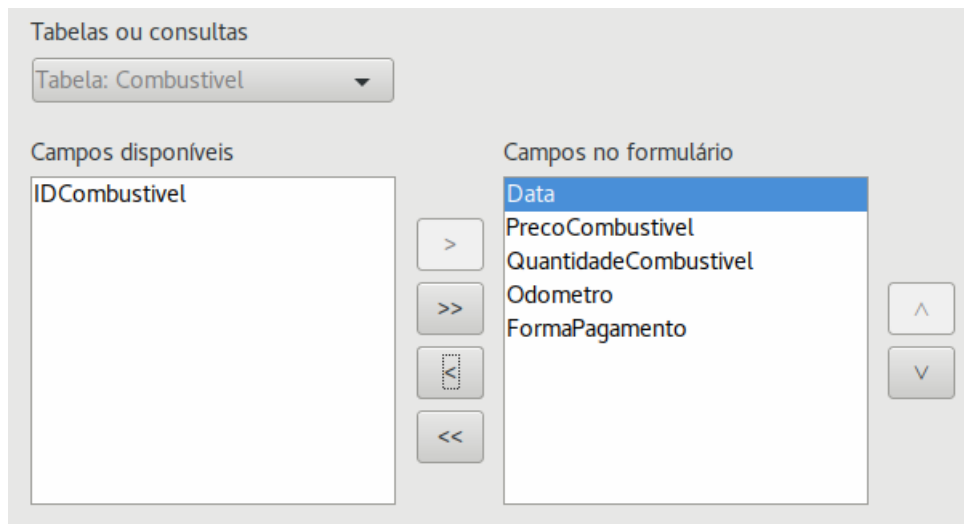 Tabelas ou consultas
Tabela: Combustivel
Campos disponíveis
Campos no formulário
IDCombustivel
Data
PrecoCombustivel
QuantidadeCombustivel
Odometro
FormaPagamento
>
>>
<
<<
∧
∨